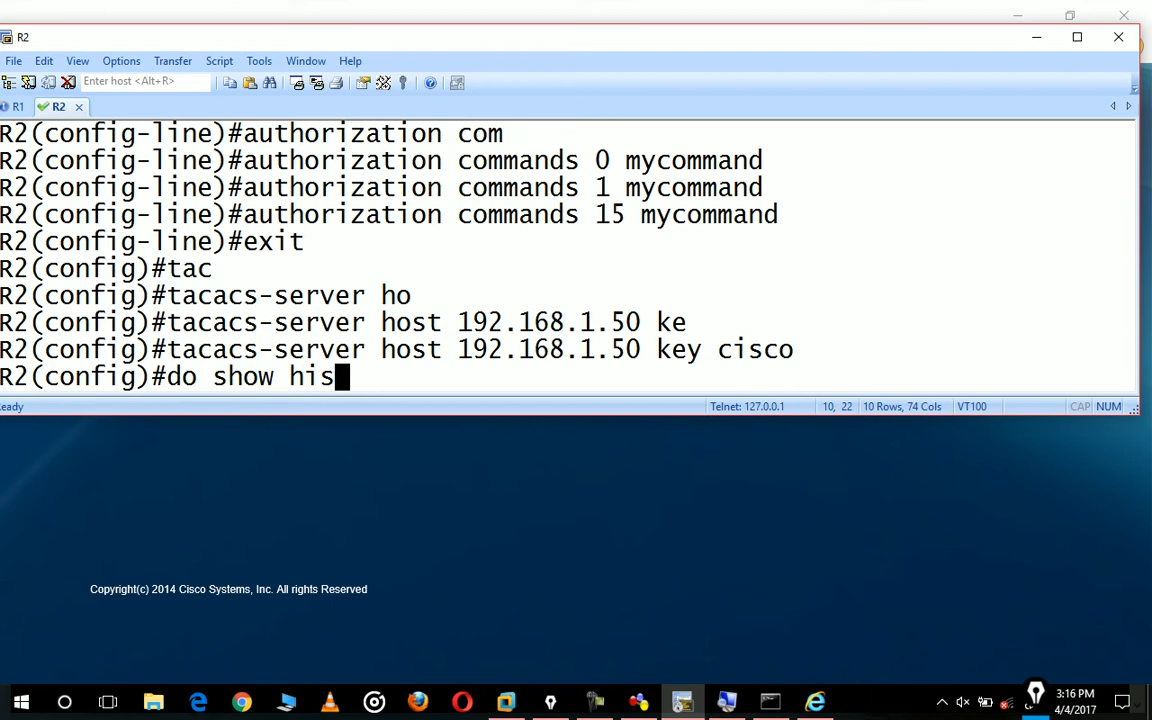 R2
File Edit View Options Transfer Script Tools Window Help
Enter host <Alt+R>
R1 R2
R2(config-line)#authorization com
R2(config-line)#authorization commands 0 mycommand
R2(config-line)#authorization commands 1 mycommand
R2(config-line)#authorization commands 15 mycommand
R2(config-line)#exit
R2(config)#tac
R2(config)#tacacs-server ho
R2(config)#tacacs-server host 192.168.1.50 ke
R2(config)#tacacs-server host 192.168.1.50 key cisco
R2(config)#do show his
eady Telnet: 127.0.0.1 10, 22 10 Rows, 74 Cols VT100 CAP NUM
Copyright(c) 2014 Cisco Systems, Inc. All rights Reserved
3:16 PM
4/4/2017